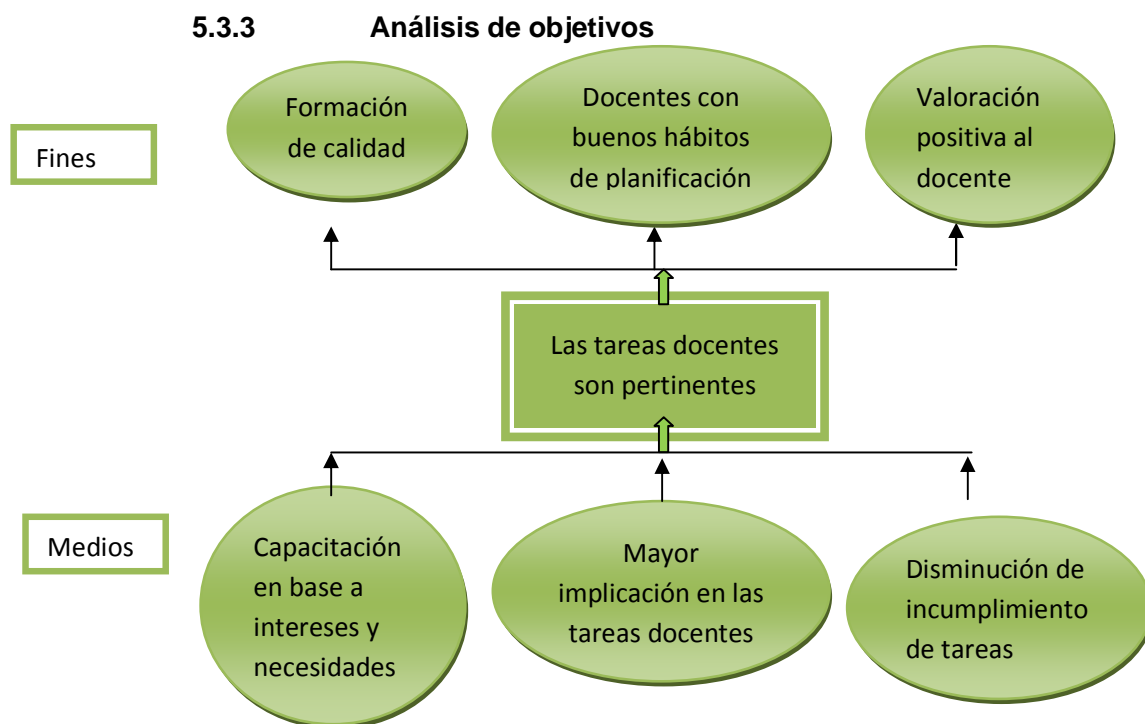 5.3.3 Análisis de objetivos
Formación
de calidad
Docentes con
buenos hábitos
de planificación
Valoración
positiva al
docente
Fines
Las tareas docentes
son pertinentes
Medios
Capacitación
en base a
intereses y
necesidades
Mayor
implicación en las
tareas docentes
Disminución de
incumplimiento
de tareas